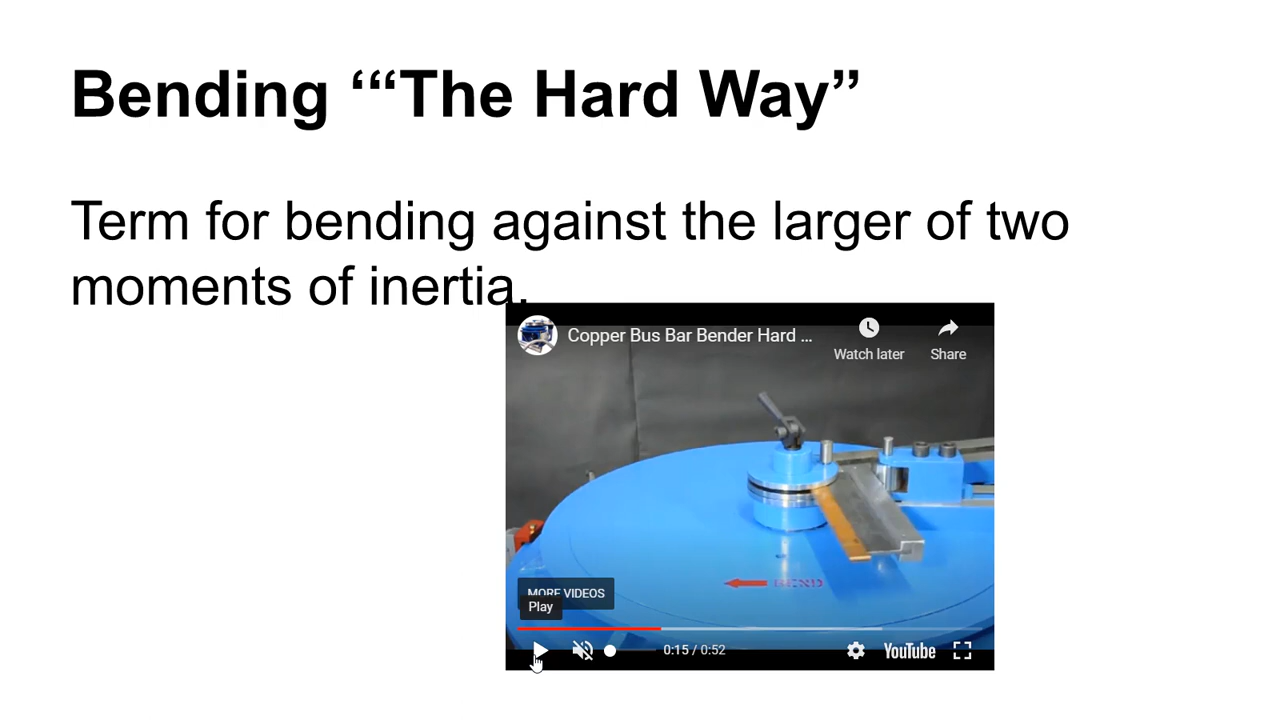 Bending ‘“The Hard Way”
Term for bending against the larger of two
moments of inertia.
Copper Bus Bar Bender Hard ...
Watch later
Share
BEND
MORE VIDEOS
Play
0:15 / 0:52
YouTube